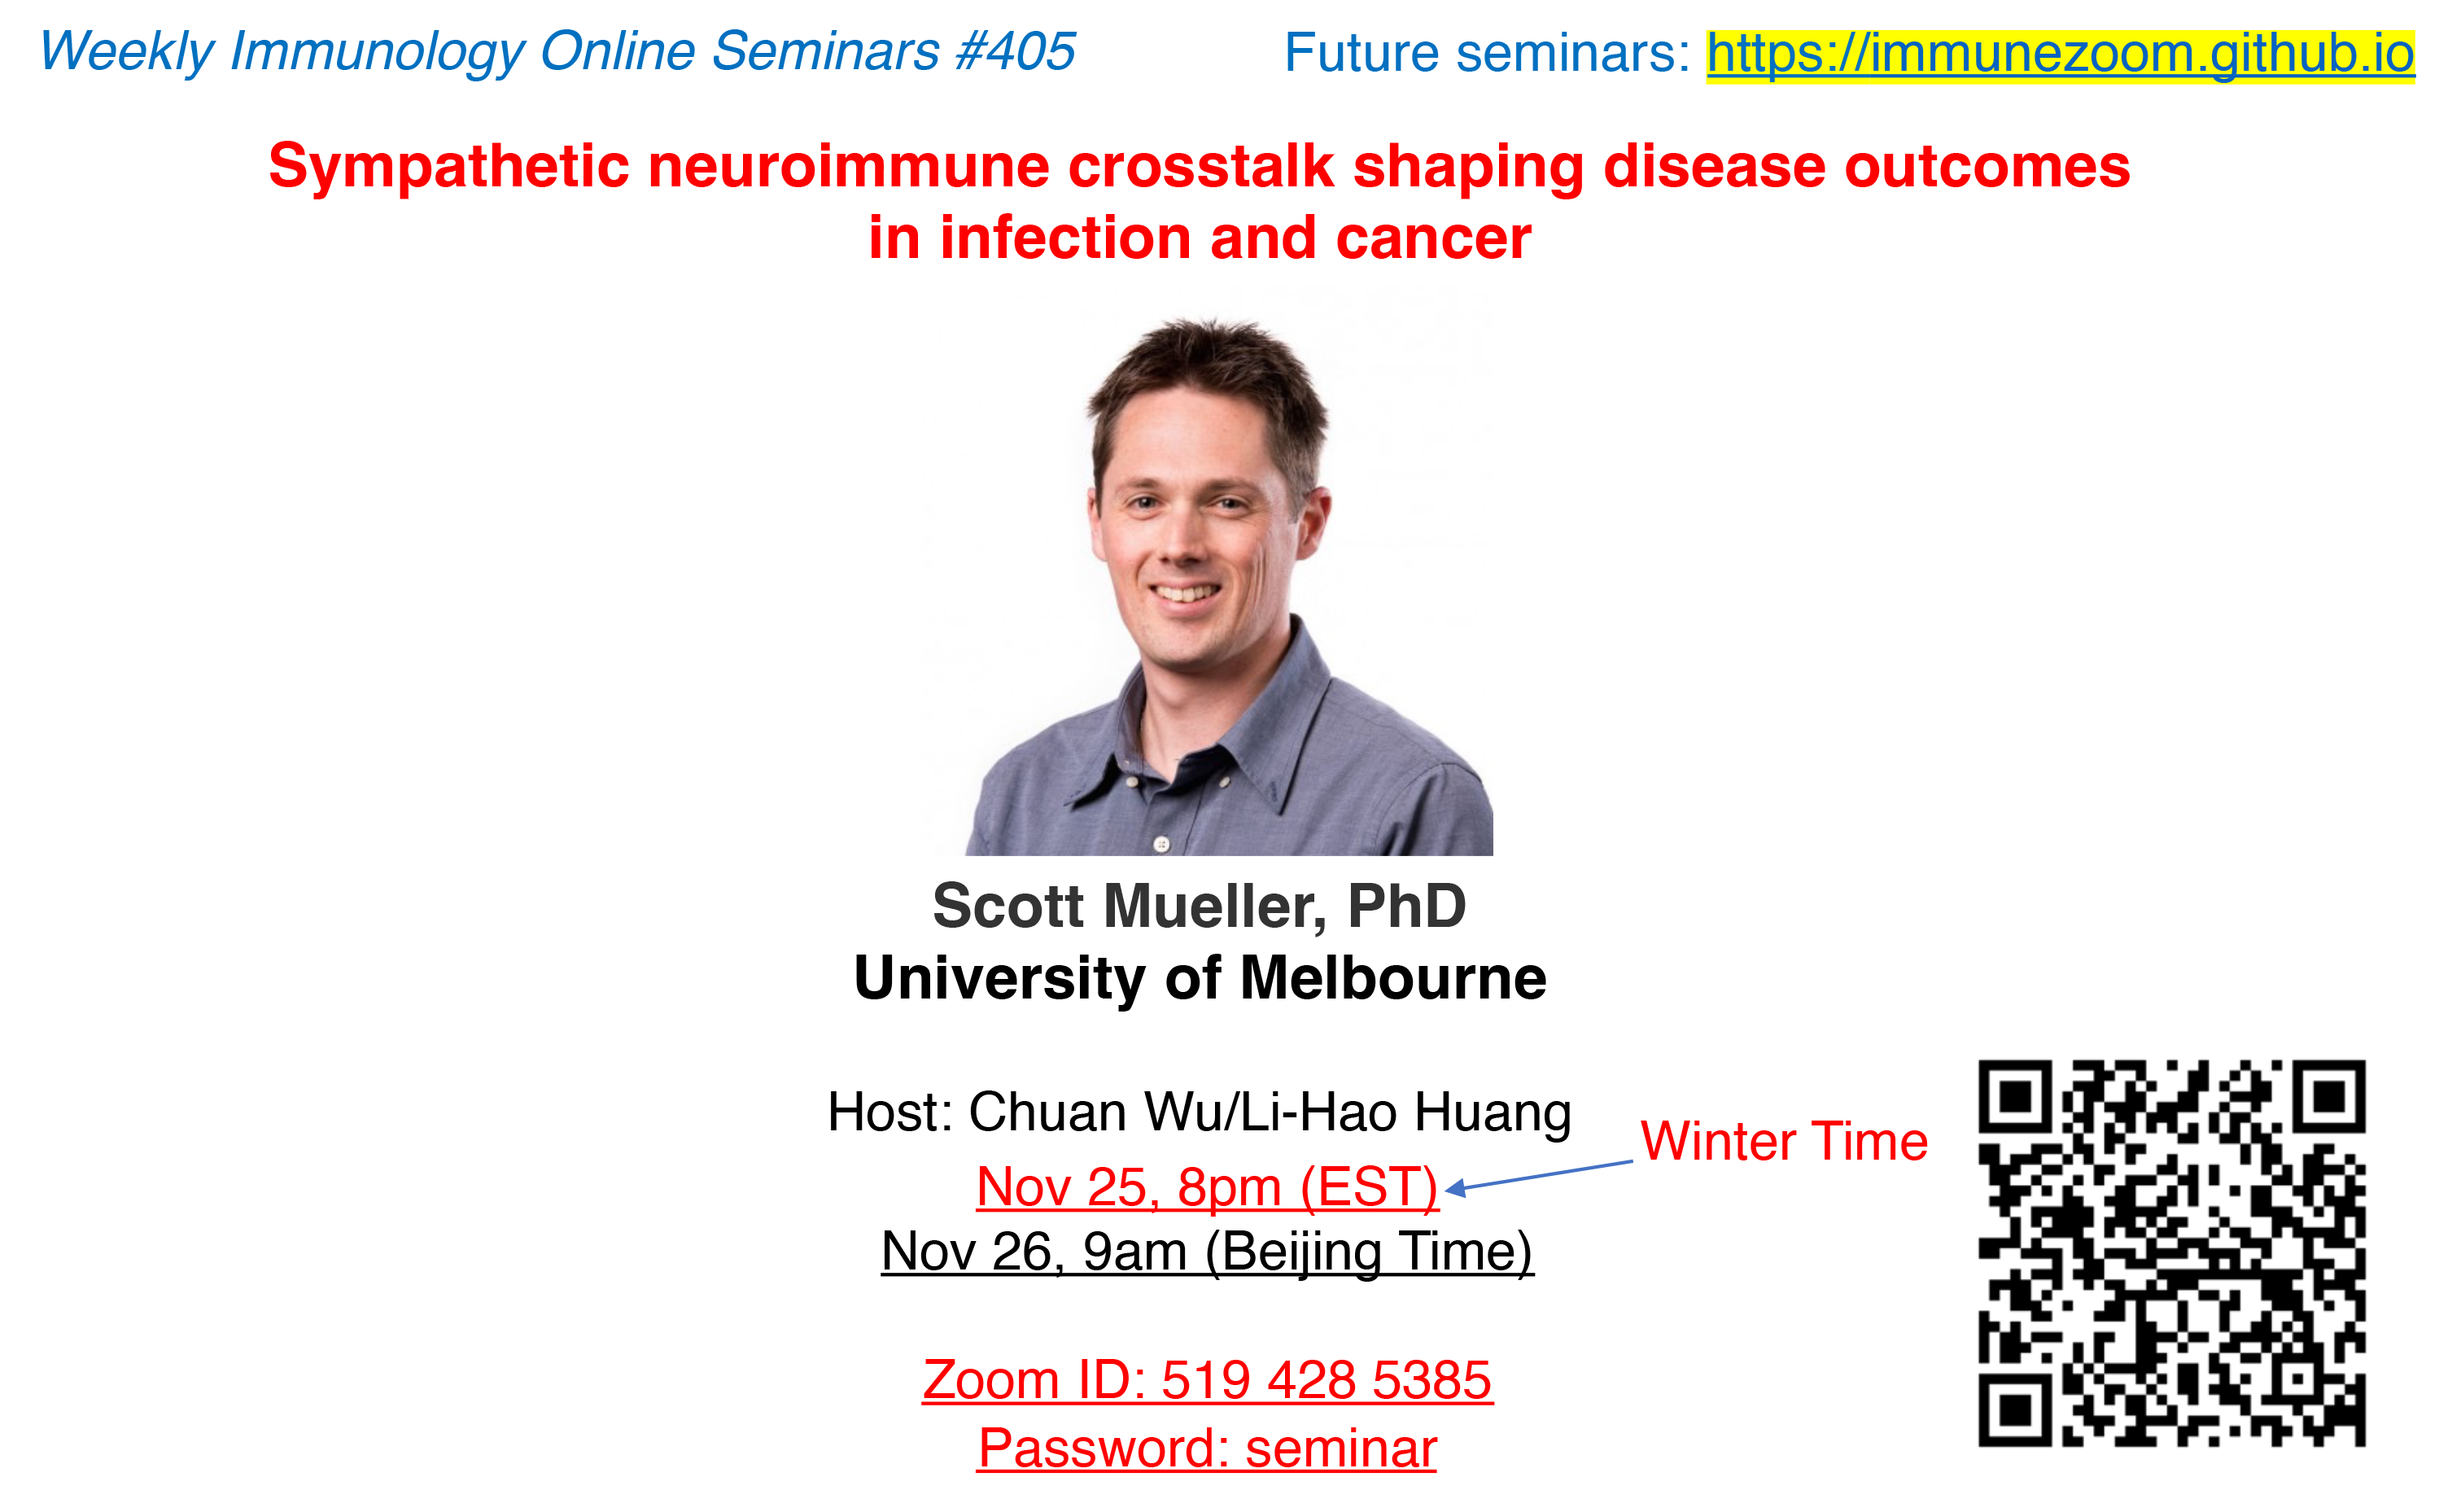 Weekly Immunology Online Seminars #405
Future seminars: https://immunezoom.github.io
Sympathetic neuroimmune crosstalk shaping disease outcomes
in infection and cancer
Scott Mueller, PhD
University of Melbourne
Host: Chuan Wu/Li-Hao Huang
Winter Time
Nov 25, 8pm (EST)
Nov 26, 9am (Beijing Time)
Zoom ID: 519 428 5385
Password: seminar